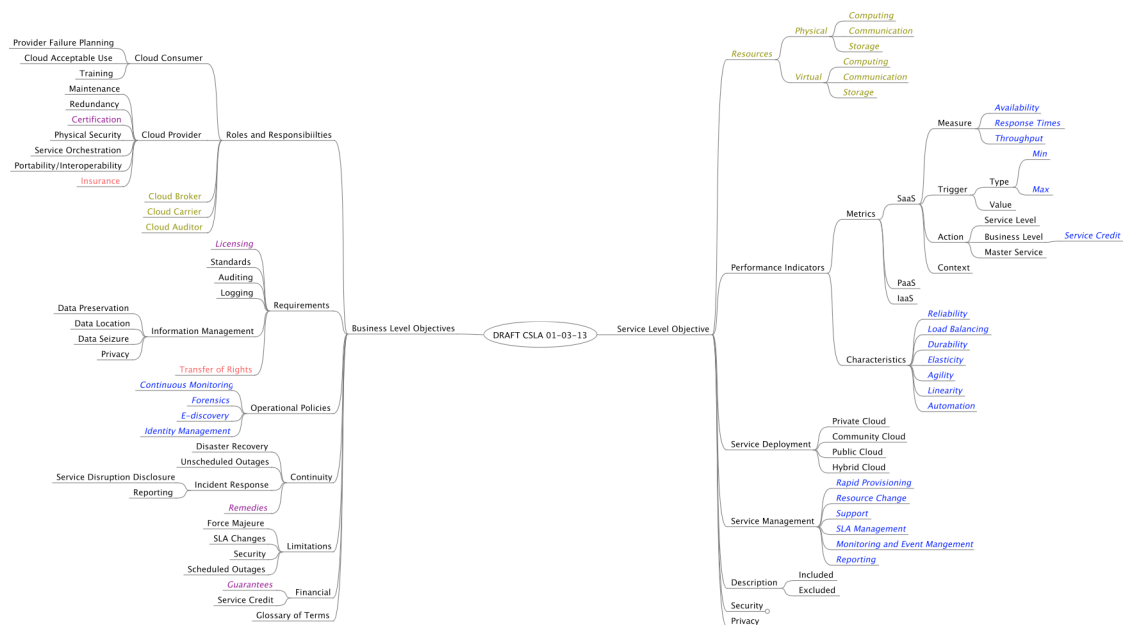 DRAFT CSLA 01-03-13
Business Level Objectives
Roles and Responsibiilties
Cloud Consumer
Provider Failure Planning
Cloud Acceptable Use
Training
Cloud Provider
Maintenance
Redundancy
Certification
Physical Security
Service Orchestration
Portability/Interoperability
Insurance
Cloud Broker
Cloud Carrier
Cloud Auditor
Requirements
Licensing
Standards
Auditing
Logging
Information Management
Data Preservation
Data Location
Data Seizure
Privacy
Transfer of Rights
Operational Policies
Continuous Monitoring
Forensics
E-discovery
Identity Management
Continuity
Disaster Recovery
Unscheduled Outages
Incident Response
Service Disruption Disclosure
Reporting
Remedies
Limitations
Force Majeure
SLA Changes
Security
Scheduled Outages
Financial
Guarantees
Service Credit
Glossary of Terms
Service Level Objective
Resources
Physical
Computing
Communication
Storage
Virtual
Computing
Communication
Storage
Performance Indicators
Metrics
SaaS
Measure
Availability
Response Times
Throughput
Trigger
Type
Min
Max
Value
Action
Service Level
Business Level
Service Credit
Master Service
Context
PaaS
IaaS
Characteristics
Reliability
Load Balancing
Durability
Elasticity
Agility
Linearity
Automation
Service Deployment
Private Cloud
Community Cloud
Public Cloud
Hybrid Cloud
Service Management
Rapid Provisioning
Resource Change
Support
SLA Management
Monitoring and Event Mangement
Reporting
Description
Included
Excluded
Security
Privacy